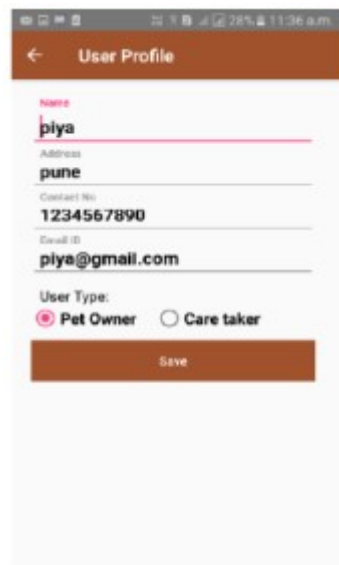 28% 11:36 a.m.
User Profile
Name
piya
Address
pune
Contact No
1234567890
Email ID
piya@gmail.com
User Type:
Pet Owner Care taker
Save